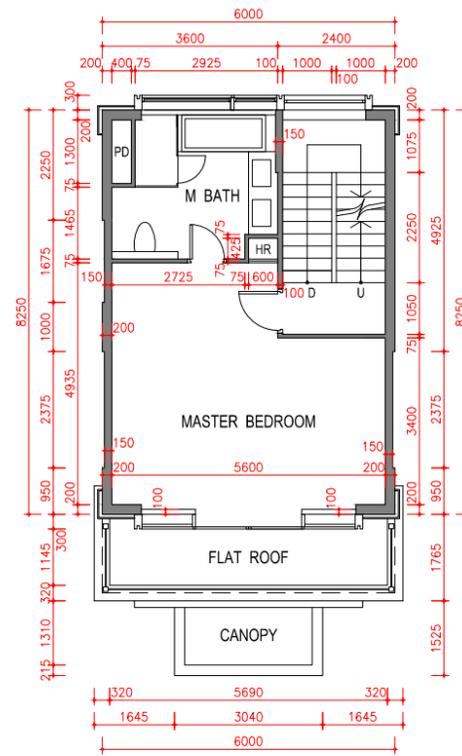 6000
3600 2400
200 400 75 2925 100 1000 1000 200
100
300 200
200 150
2250 1300 PD 1075
75 M BATH 2250 4925
1465 75
1675 75 425 HR
150 2725 75 75 600 100 D U 1050
8250 200 75 8250
1000
4935
2375 MASTER BEDROOM 3400 2375
150 150
200 5600 200
950 200 100 100 200 950
300
1145 FLAT ROOF 1765
320
1310 CANOPY 1525
215
320 5690 320
1645 3040 1645
6000